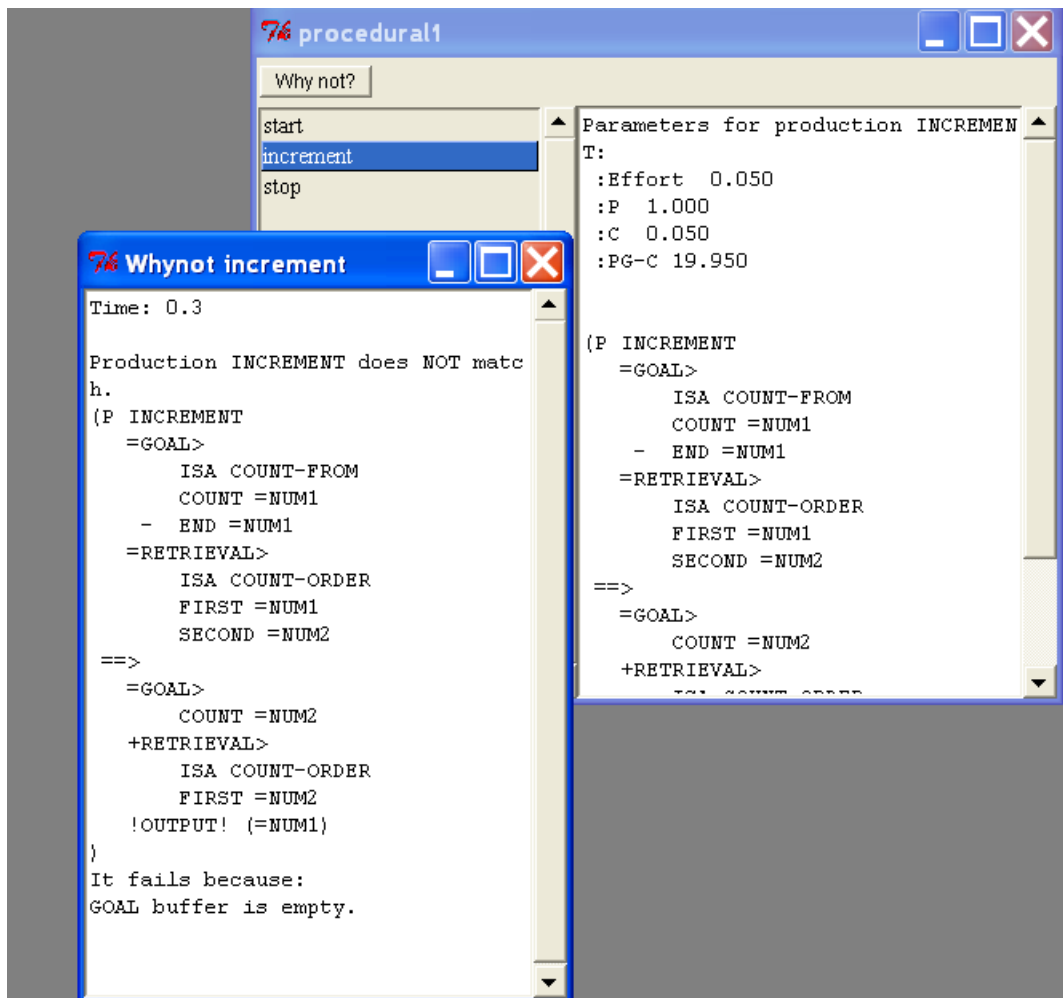 procedural1
Why not?
start
increment
stop
Parameters for production INCREMEN
T:
:Effort 0.050
:P 1.000
:C 0.050
:PG-C 19.950
(P INCREMENT
=GOAL>
ISA COUNT-FROM
COUNT =NUM1
- END =NUM1
=RETRIEVAL>
ISA COUNT-ORDER
FIRST =NUM1
SECOND =NUM2
==>
=GOAL>
COUNT =NUM2
+RETRIEVAL>
ISA COUNT-ORDER
Whynot increment
Time: 0.3
Production INCREMENT does NOT matc
h.
(P INCREMENT
=GOAL>
ISA COUNT-FROM
COUNT =NUM1
- END =NUM1
=RETRIEVAL>
ISA COUNT-ORDER
FIRST =NUM1
SECOND =NUM2
==>
=GOAL>
COUNT =NUM2
+RETRIEVAL>
ISA COUNT-ORDER
FIRST =NUM2
!OUTPUT! (=NUM1)
)
It fails because:
GOAL buffer is empty.